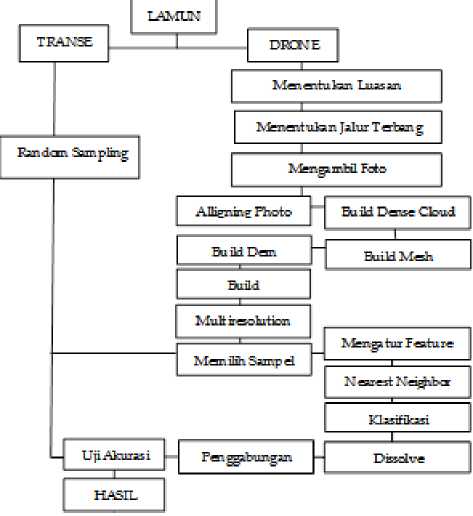 LAMUN
TRANSE
DRONE
Menentukan Luasan
Menentukan Jalur Terbang
Random Sampling
Mengambil Foto
Alligning Photo
Build Dense Cloud
Build Dem
Build Mesh
Build
Multiresolution
Mengatur Feature
Memilih Sampel
Nearest Neighbor
Klasifikasi
Uji Akurasi
Penggabungan
Dissolve
HASIL